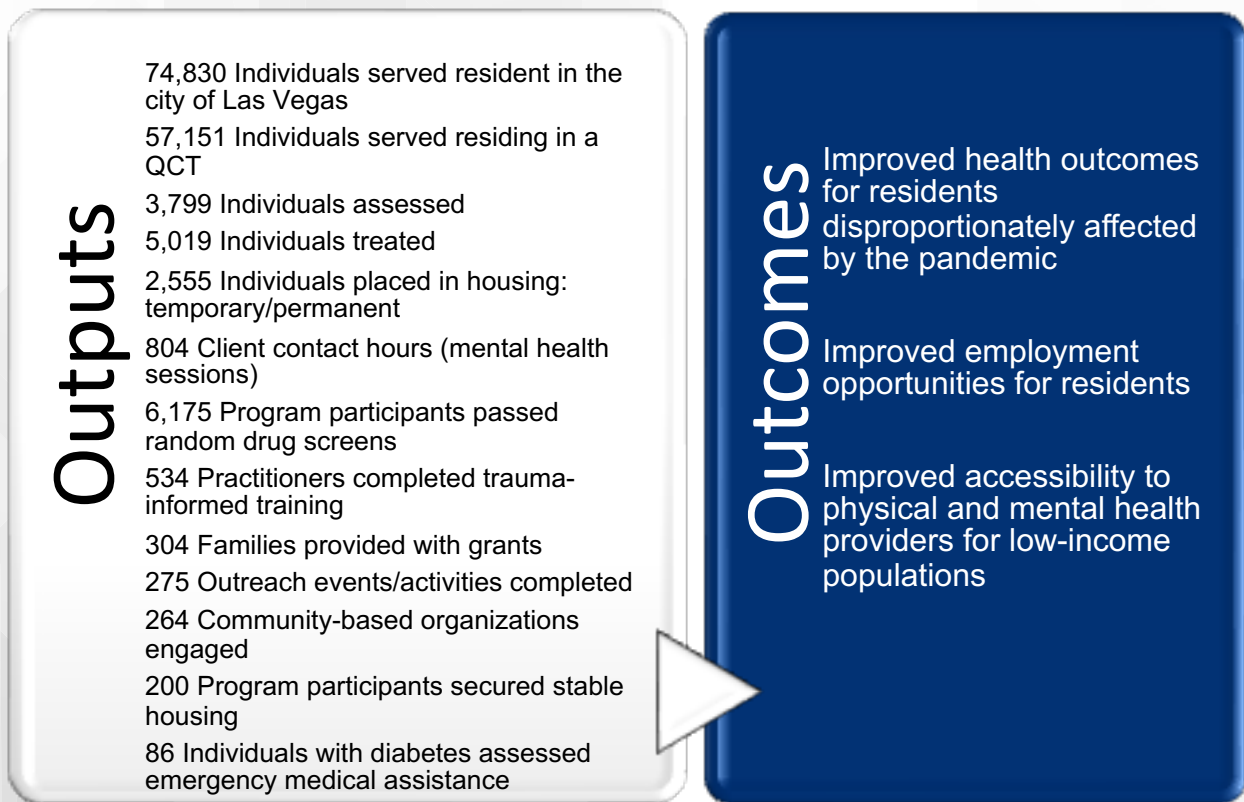 Outputs
74,830 Individuals served resident in the
city of Las Vegas
57,151 Individuals served residing in a
QCT
3,799 Individuals assessed
5,019 Individuals treated
2,555 Individuals placed in housing:
temporary/permanent
804 Client contact hours (mental health
sessions)
6,175 Program participants passed
random drug screens
534 Practitioners completed trauma-
informed training
304 Families provided with grants
275 Outreach events/activities completed
264 Community-based organizations
engaged
200 Program participants secured stable
housing
86 Individuals with diabetes assessed
emergency medical assistance
Outcomes
Improved health outcomes
for residents
disproportionately affected
by the pandemic
Improved employment
opportunities for residents
Improved accessibility to
physical and mental health
providers for low-income
populations